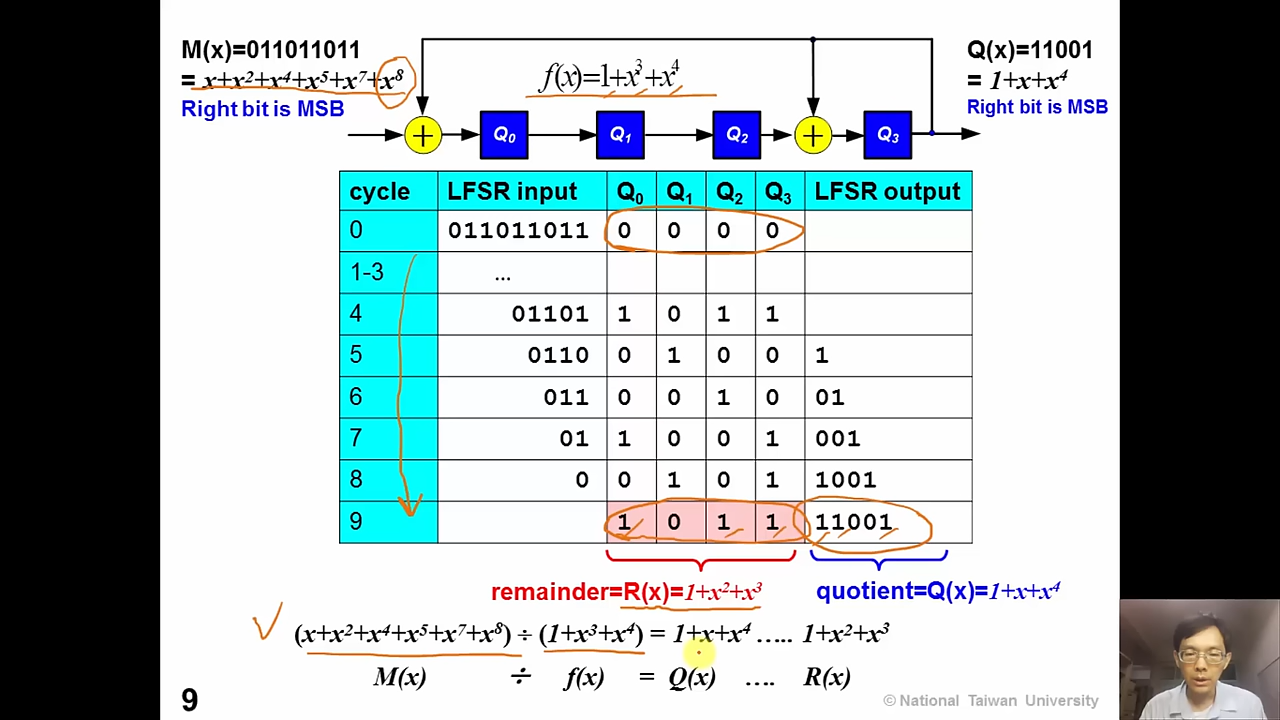 M(x)=011011011
= x+x²+x⁴+x⁵+x⁷+x⁸
Right bit is MSB
f(x)=1+x³+x⁴
Q(x)=11001
= 1+x+x⁴
Right bit is MSB
+ Q₀ Q₁ Q₂ + Q₃
cycle LFSR input Q₀ Q₁ Q₂ Q₃ LFSR output
0 011011011 0 0 0 0
1-3 ...
4 01101 1 0 1 1
5 0110 0 1 0 0 1
6 011 0 0 1 0 01
7 01 1 0 0 1 001
8 0 0 1 0 1 1001
9 1 0 1 1 11001
remainder=R(x)=1+x²+x³ quotient=Q(x)=1+x+x⁴
(x+x²+x⁴+x⁵+x⁷+x⁸) ÷ (1+x³+x⁴) = 1+x+x⁴ ..... 1+x²+x³
M(x) ÷ f(x) = Q(x) .... R(x)
9
© National Taiwan University